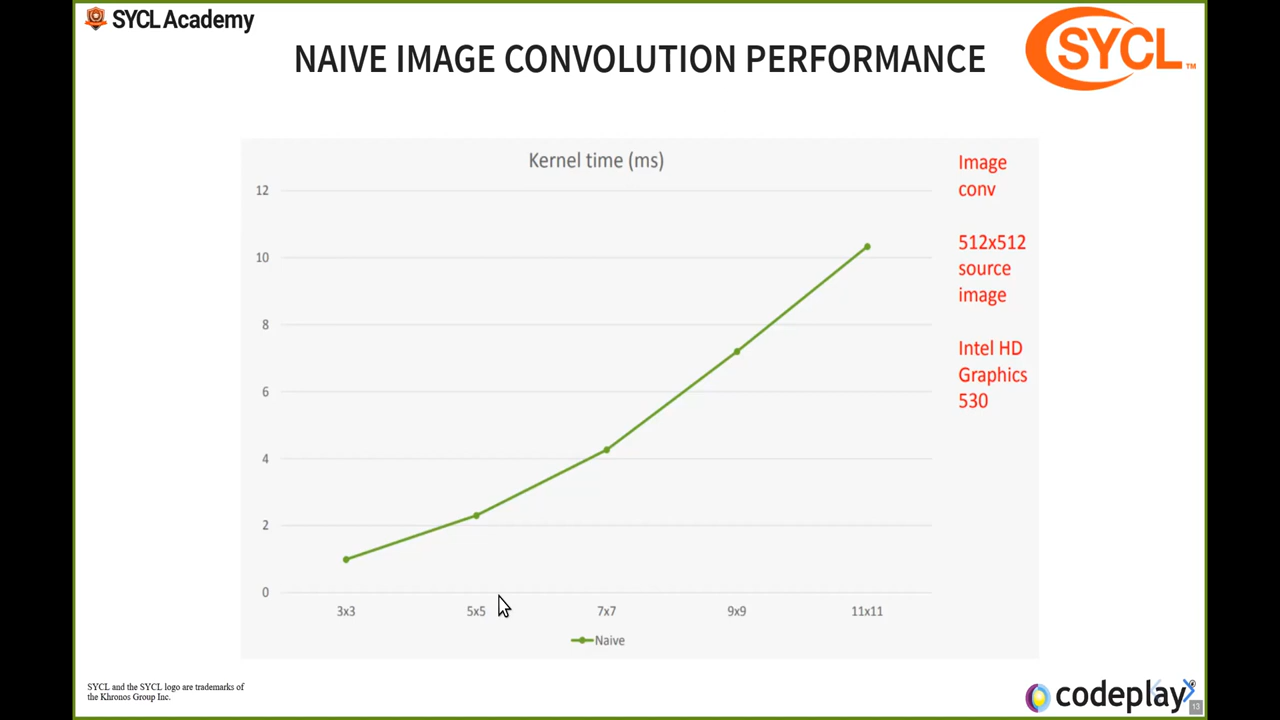 SYCL Academy
NAIVE IMAGE CONVOLUTION PERFORMANCE
SYCL™
Kernel time (ms)
12
10
8
6
4
2
0
3x3 5x5 7x7 9x9 11x11
Naive
Image
conv
512x512
source
image
Intel HD
Graphics
530
SYCL and the SYCL logo are trademarks of
the Khronos Group Inc.
codeplay
13